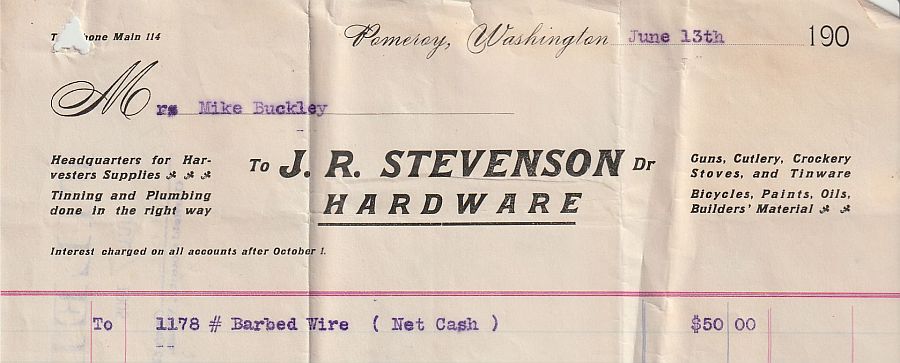 Main 114
Pomeroy, Washington June 13th 190
Mrs Mike Buckley
Headquarters for Har-
vesters Supplies
Tinning and Plumbing
done in the right way
To J. R. STEVENSON Dr
HARDWARE
Guns, Cutlery, Crockery
Stoves, and Tinware
Bicycles, Paints, Oils,
Builders' Material
Interest charged on all accounts after October 1.
To 1178 # Barbed Wire ( Net Cash ) $50 00